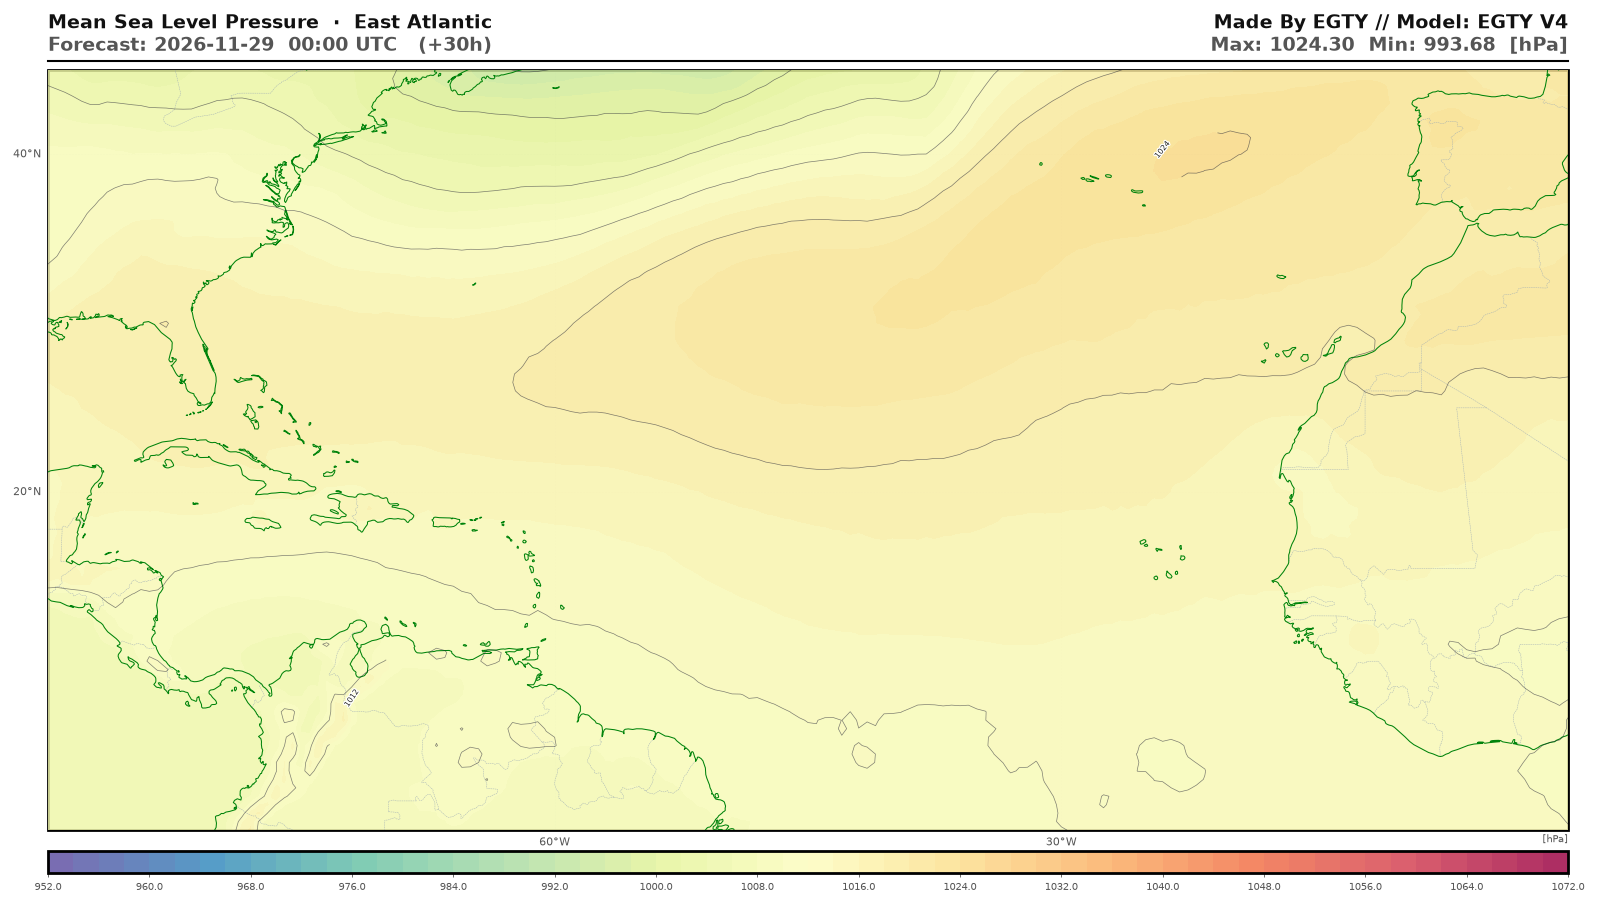 Mean Sea Level Pressure · East Atlantic
Made By EGTY // Model: EGTY V4
Forecast: 2026-11-29 00:00 UTC (+30h)
Max: 1024.30 Min: 993.68 [hPa]
40°N
20°N
1024
1012
60°W
30°W
[hPa]
952.0 960.0 968.0 976.0 984.0 992.0 1000.0 1008.0 1016.0 1024.0 1032.0 1040.0 1048.0 1056.0 1064.0 1072.0